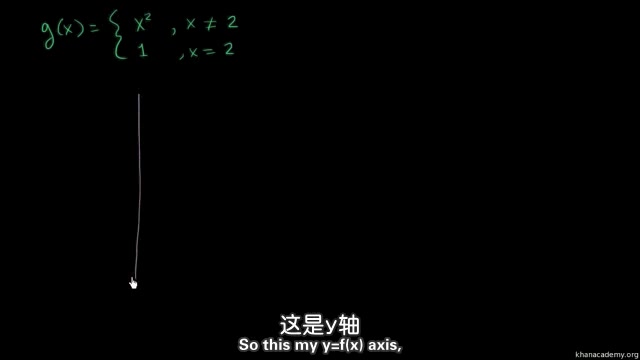 g(x) = { x² , x ≠ 2
1 , x = 2
这是y轴
So this my y=f(x) axis,
khanacademy.org